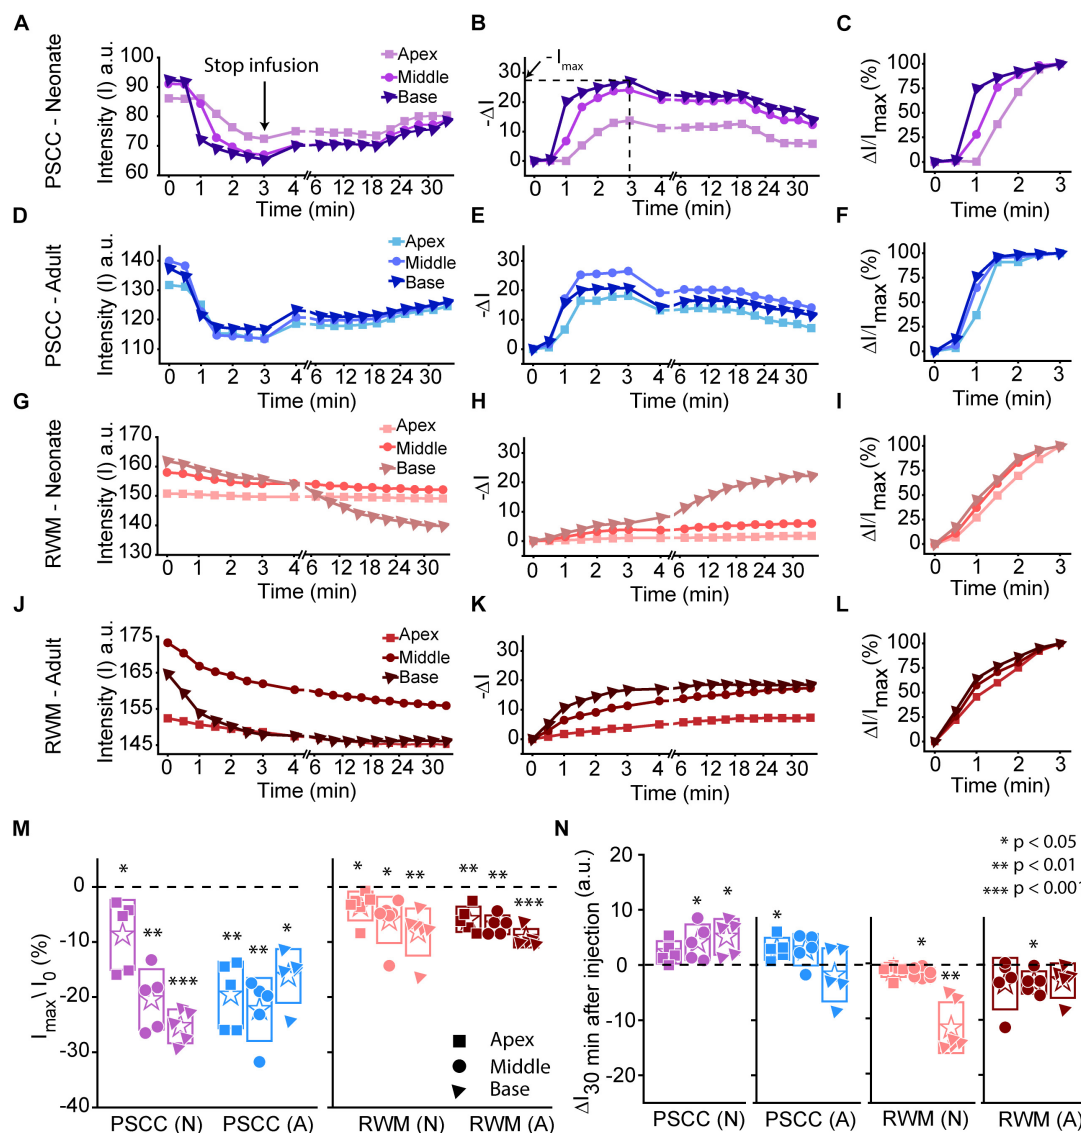 A
B
C
PSCC - Neonate
Intensity (I) a.u.
100
90
80
70
60
Stop infusion
Apex
Middle
Base
0 1 2 3 4 6 12 18 24 30
Time (min)
-ΔI
30
20
10
0
- Imax
0 1 2 3 4 6 12 18 24 30
Time (min)
ΔI/Imax(%)
100
75
50
25
0
0 1 2 3
Time (min)
D
E
F
PSCC - Adult
Intensity (I) a.u.
140
130
120
110
Apex
Middle
Base
0 1 2 3 4 6 12 18 24 30
Time (min)
-ΔI
30
20
10
0
0 1 2 3 4 6 12 18 24 30
Time (min)
ΔI/Imax(%)
100
75
50
25
0
0 1 2 3
Time (min)
G
H
I
RWM - Neonate
Intensity (I) a.u.
170
160
150
140
130
Apex
Middle
Base
0 1 2 3 4 6 12 18 24 30
Time (min)
-ΔI
30
20
10
0
0 1 2 3 4 6 12 18 24 30
Time (min)
ΔI/Imax(%)
100
75
50
25
0
0 1 2 3
Time (min)
J
K
L
RWM - Adult
Intensity (I) a.u.
175
165
155
145
Apex
Middle
Base
0 1 2 3 4 6 12 18 24 30
Time (min)
-ΔI
30
20
10
0
0 1 2 3 4 6 12 18 24 30
Time (min)
ΔI/Imax(%)
100
75
50
25
0
0 1 2 3
Time (min)
M
Imax\ I0 (%)
0
-10
-20
-30
-40
* ** *** ** ** *
* * ** ** ** ***
Apex
Middle
Base
PSCC (N) PSCC (A) RWM (N) RWM (A)
N
ΔI30 min after injection (a.u.)
20
10
0
-10
-20
* * * * ** *
* p < 0.05
** p < 0.01
*** p < 0.001
PSCC (N) PSCC (A) RWM (N) RWM (A)